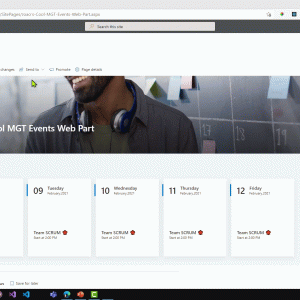 /SitePages/Team's-Cool-MGT-Events-Web-Part.aspx
Search this site
changes
Send to
Promote
Page details
ol MGT Events Web Part
09 Tuesday
February 2021
10 Wednesday
February 2021
11 Thursday
February 2021
12 Friday
February 2021
Team SCRUM
Start at 2:00 PM
Team SCRUM
Start at 2:00 PM
Team SCRUM
Start at 2:00 PM
Team SCRUM
Start at 2:00 PM
Save for later